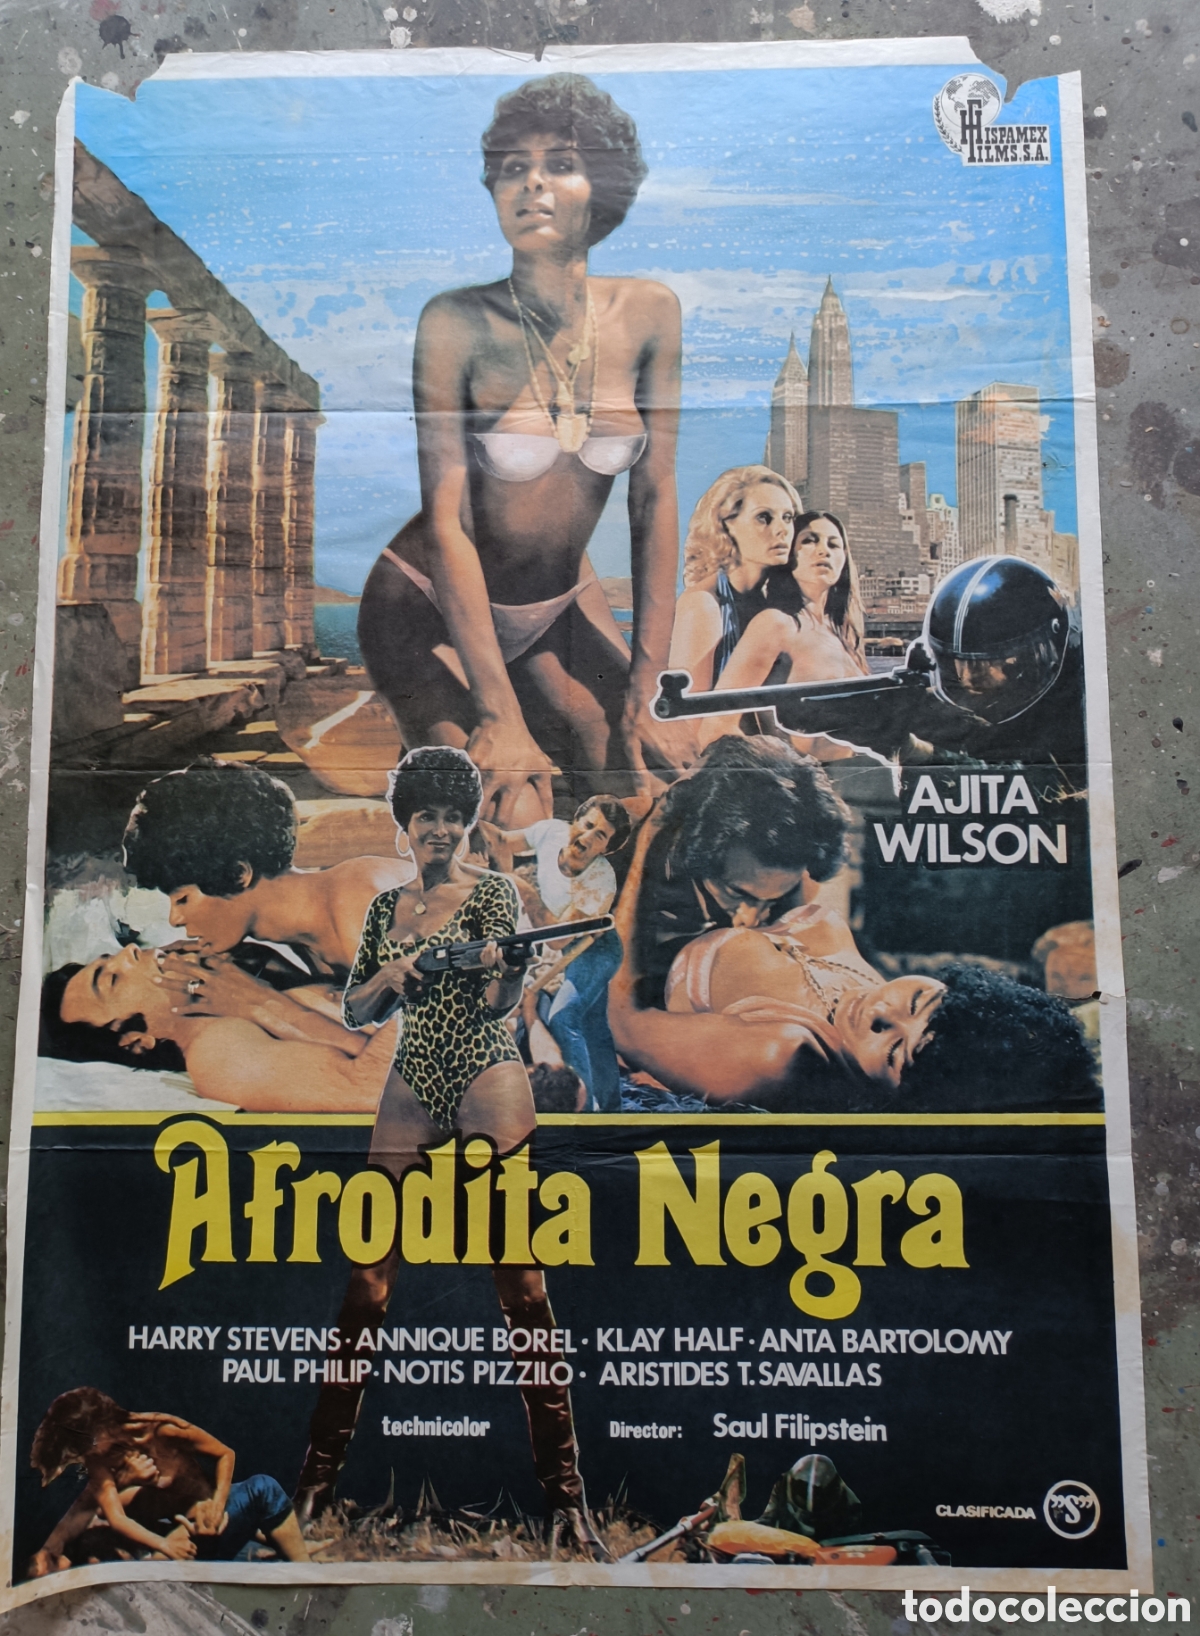 HISPAMEX
FILMS, S.A.
AJITA
WILSON
Afrodita Negra
HARRY STEVENS · ANNIQUE BOREL · KLAY HALF · ANTA BARTOLOMY
PAUL PHILIP · NOTIS PIZZILO · ARISTIDES T. SAVALLAS
technicolor
Director: Saul Filipstein
CLASIFICADA "S"
todocoleccion